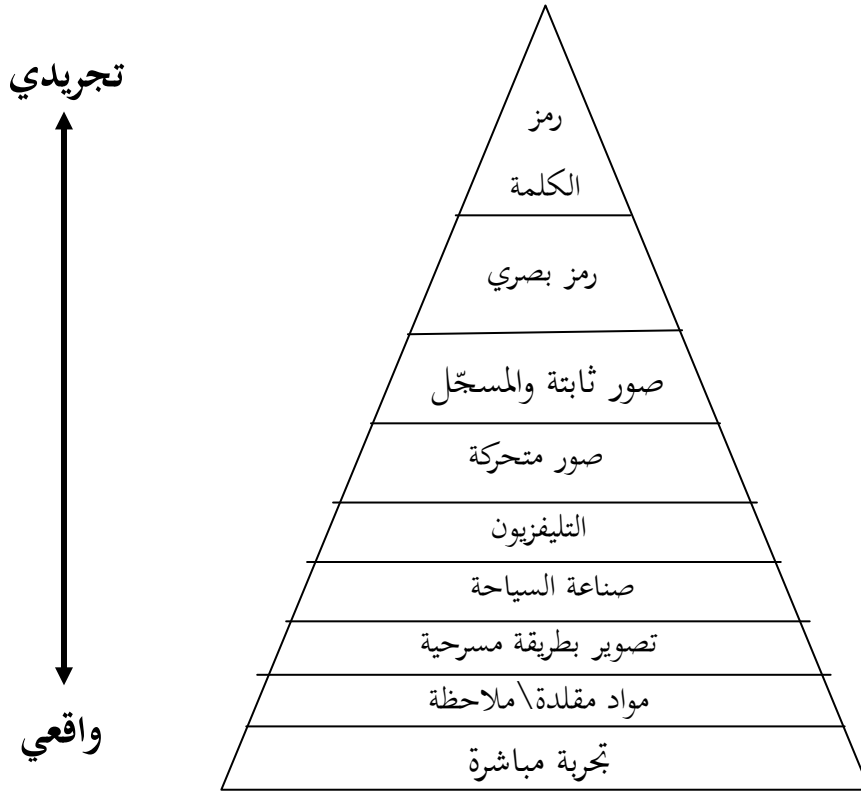 تجريدي
رمز
الكلمة
رمز بصري
صور ثابتة والمسجّل
صور متحركة
التليفزيون
صناعة السياحة
تصوير بطريقة مسرحية
مواد مقلدة\ملاحظة
واقعي
تجربة مباشرة